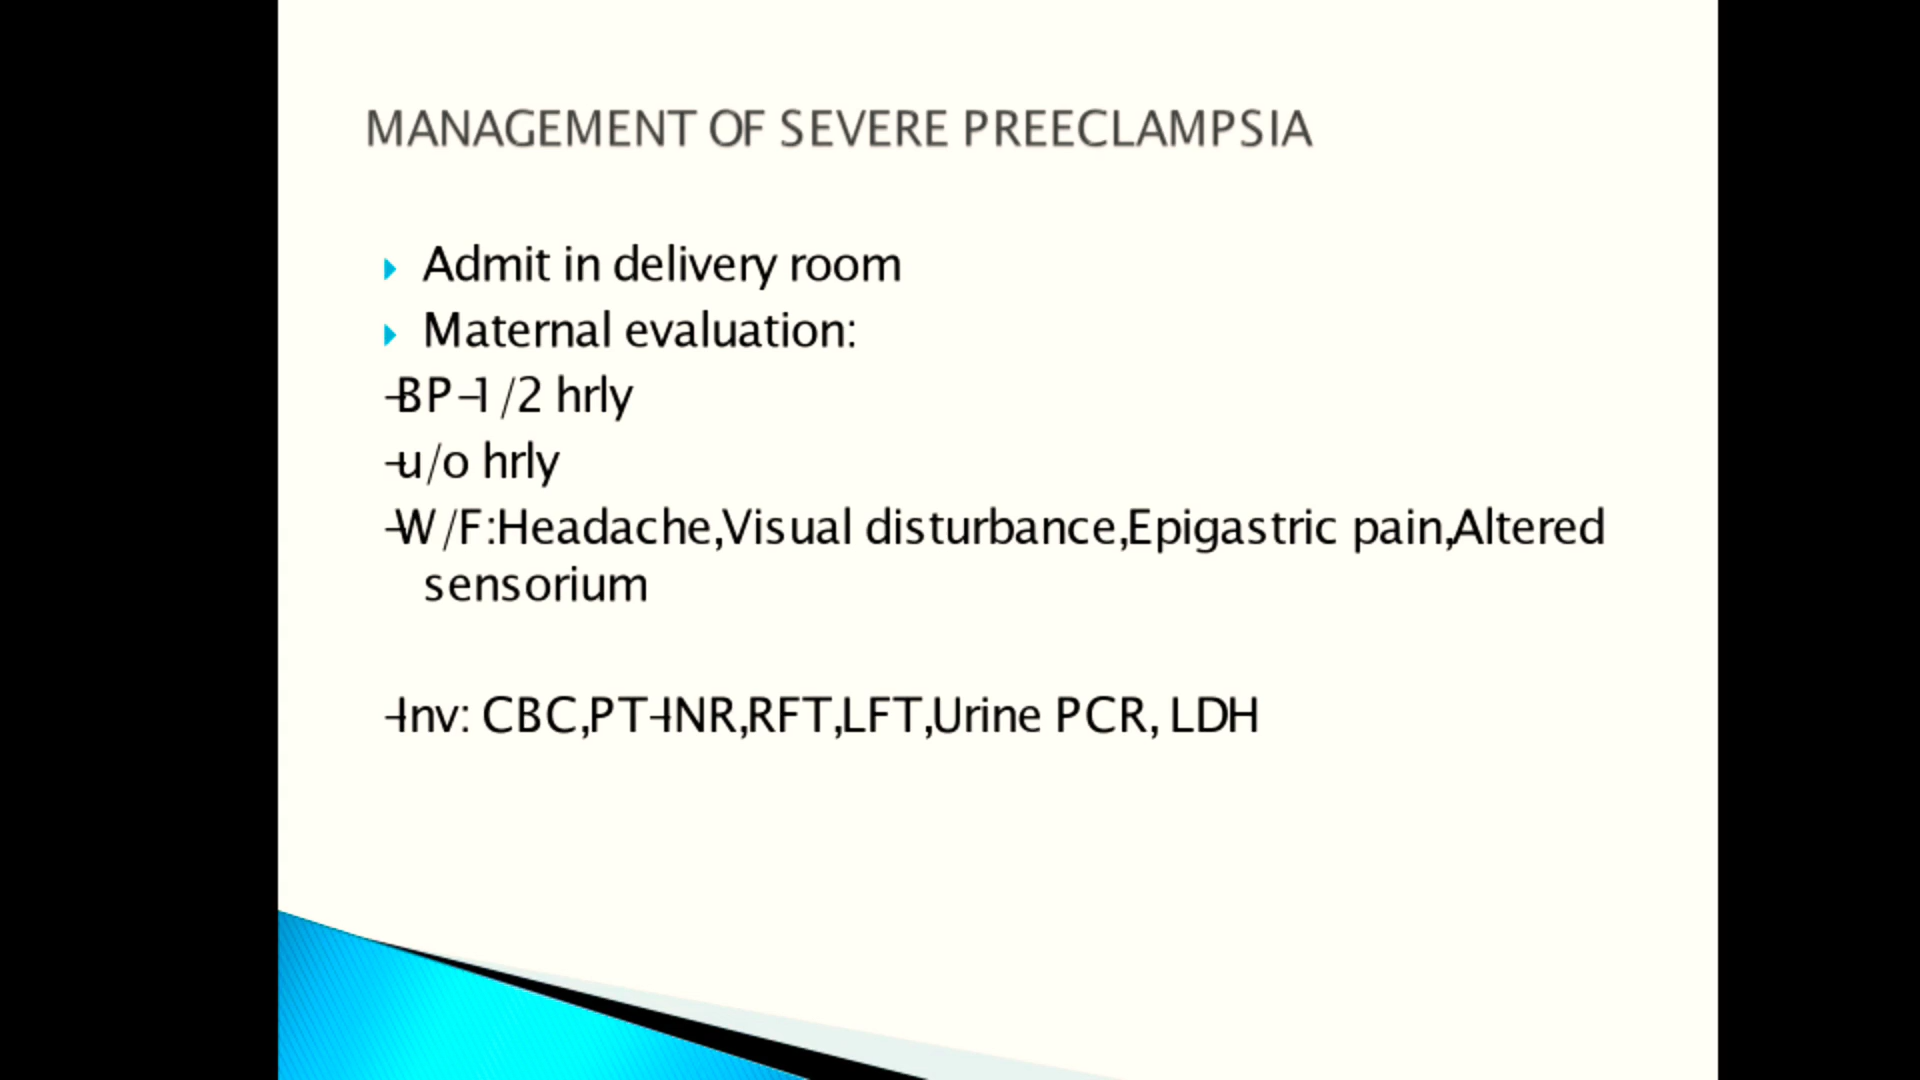 MANAGEMENT OF SEVERE PREECLAMPSIA
Admit in delivery room
Maternal evaluation:
-BP-1/2 hrly
-u/o hrly
-W/F:Headache,Visual disturbance,Epigastric pain,Altered
sensorium
-Inv: CBC,PT-INR,RFT,LFT,Urine PCR, LDH